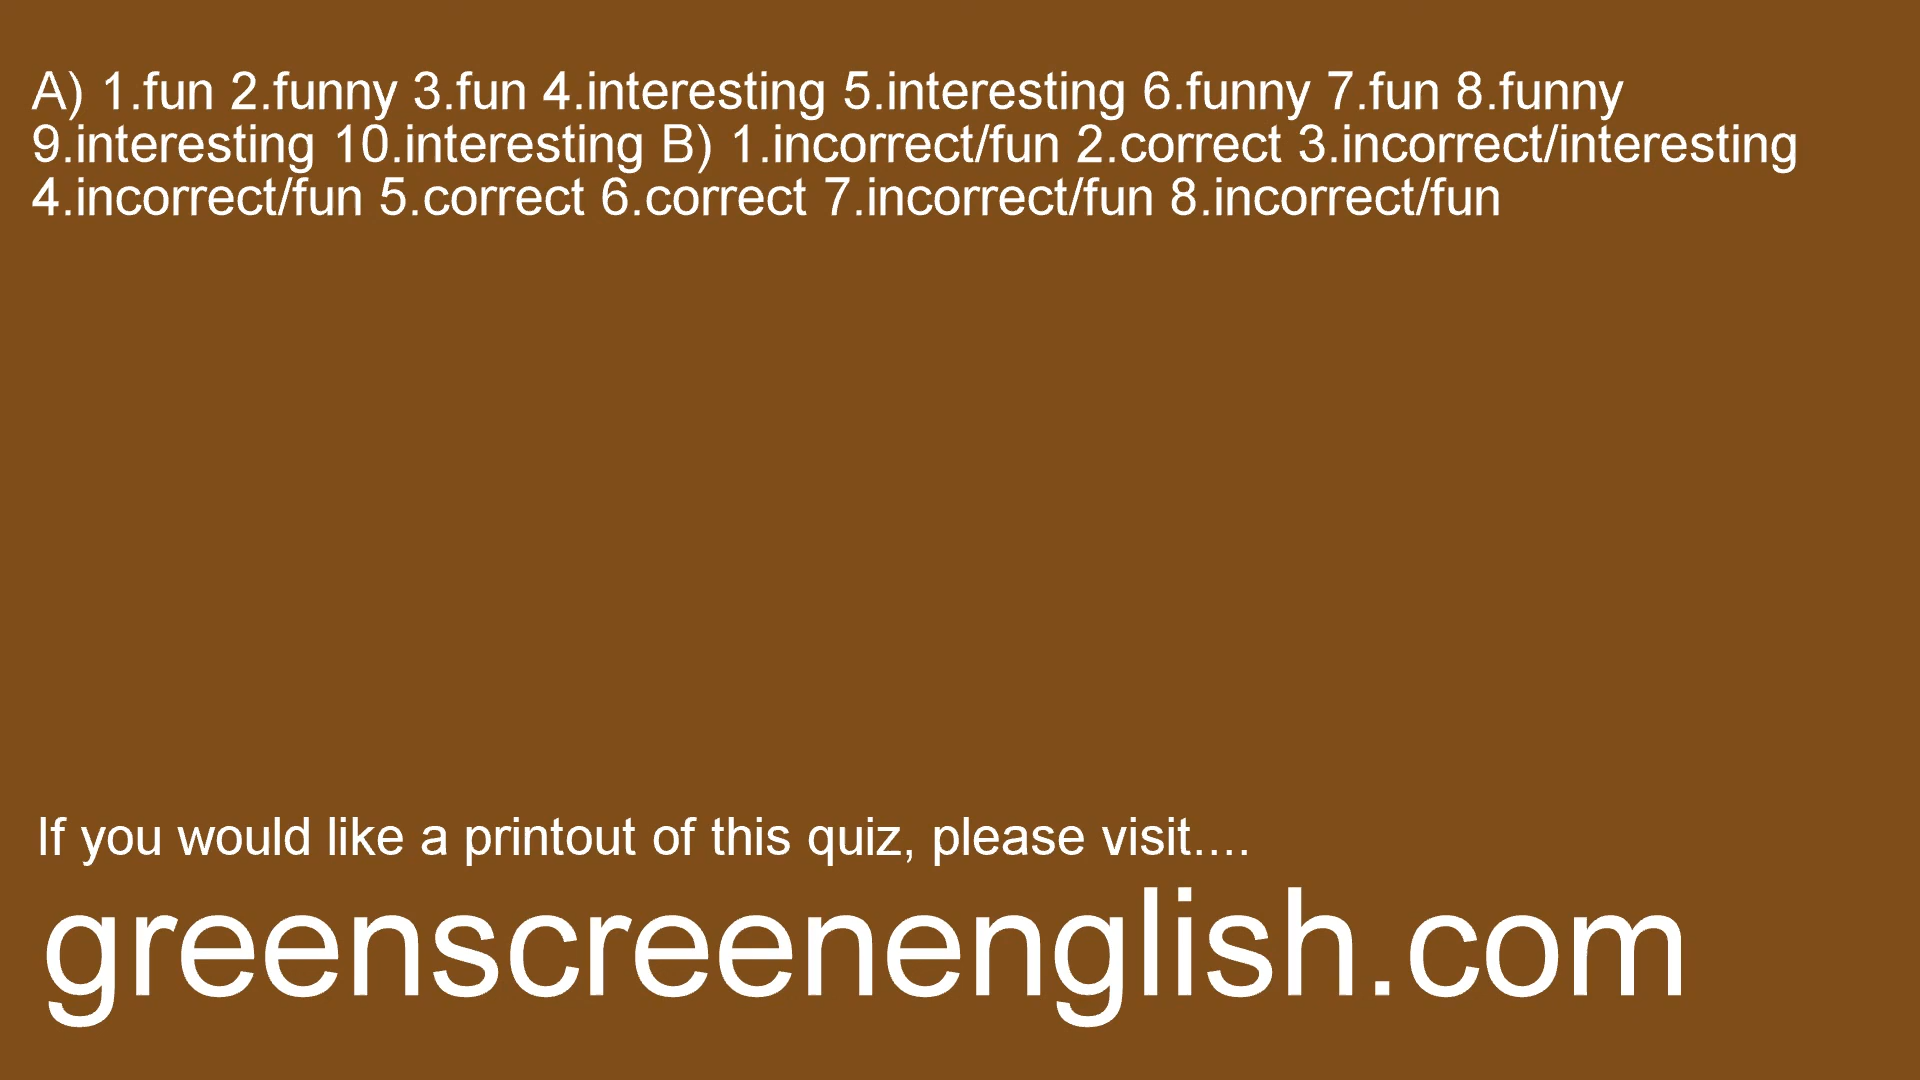 A) 1.fun 2.funny 3.fun 4.interesting 5.interesting 6.funny 7.fun 8.funny
9.interesting 10.interesting B) 1.incorrect/fun 2.correct 3.incorrect/interesting
4.incorrect/fun 5.correct 6.correct 7.incorrect/fun 8.incorrect/fun
If you would like a printout of this quiz, please visit....
greenscreenenglish.com